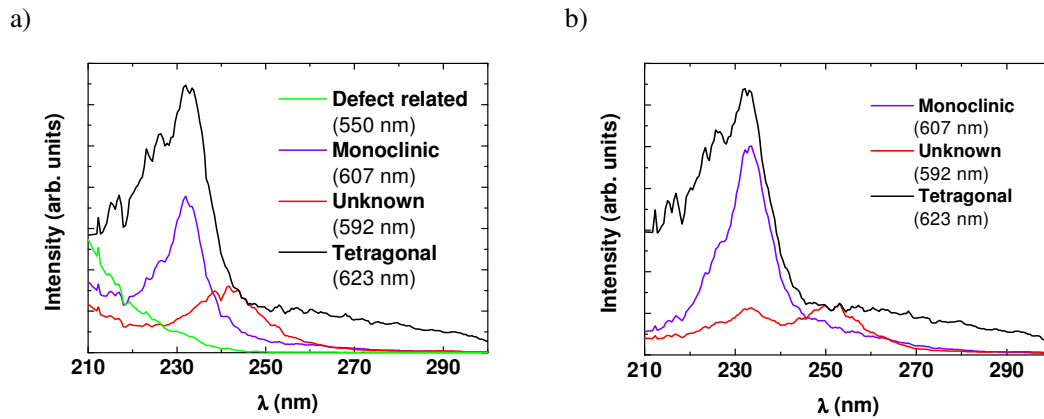 a)
b)
Intensity (arb. units)
Defect related
(550 nm)
Monoclinic
(607 nm)
Unknown
(592 nm)
Tetragonal
(623 nm)
210 230 250 270 290
λ (nm)
Intensity (arb. units)
Monoclinic
(607 nm)
Unknown
(592 nm)
Tetragonal
(623 nm)
210 230 250 270 290
λ (nm)